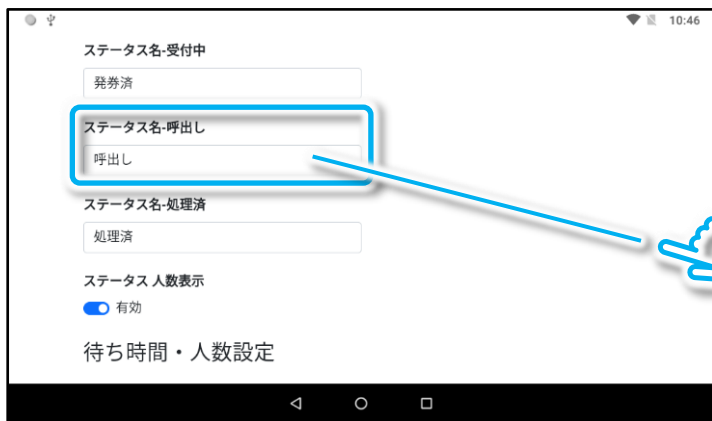 10:46
ステータス名-受付中
発券済
ステータス名-呼出し
呼出し
ステータス名-処理済
処理済
ステータス 人数表示
有効
待ち時間・人数設定